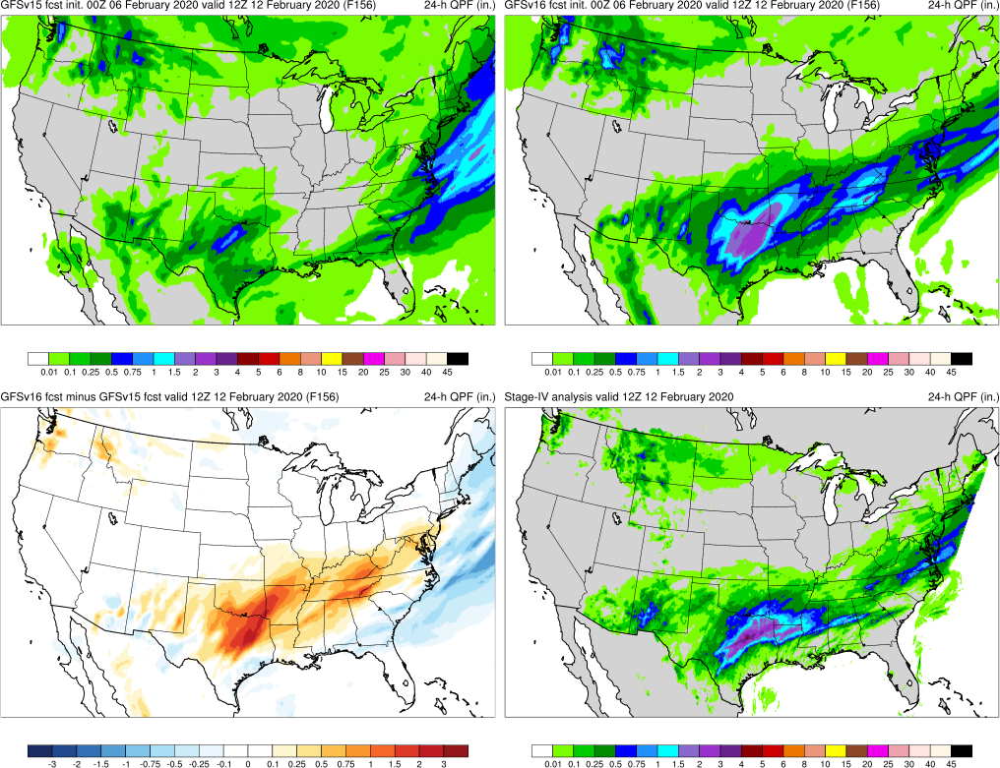 GFSv15 fcst init. 00Z 06 February 2020 valid 12Z 12 February 2020 (F156) 24-h QPF (in.)
GFSv16 fcst init. 00Z 06 February 2020 valid 12Z 12 February 2020 (F156) 24-h QPF (in.)
0.01 0.1 0.25 0.5 0.75 1 1.5 2 3 4 5 6 8 10 15 20 25 30 40 45
0.01 0.1 0.25 0.5 0.75 1 1.5 2 3 4 5 6 8 10 15 20 25 30 40 45
GFSv16 fcst minus GFSv15 fcst valid 12Z 12 February 2020 (F156) 24-h QPF (in.)
Stage-IV analysis valid 12Z 12 February 2020 24-h QPF (in.)
-3 -2 -1.5 -1 -0.75 -0.5 -0.25 -0.1 0 0.1 0.25 0.5 0.75 1 1.5 2 3
0.01 0.1 0.25 0.5 0.75 1 1.5 2 3 4 5 6 8 10 15 20 25 30 40 45